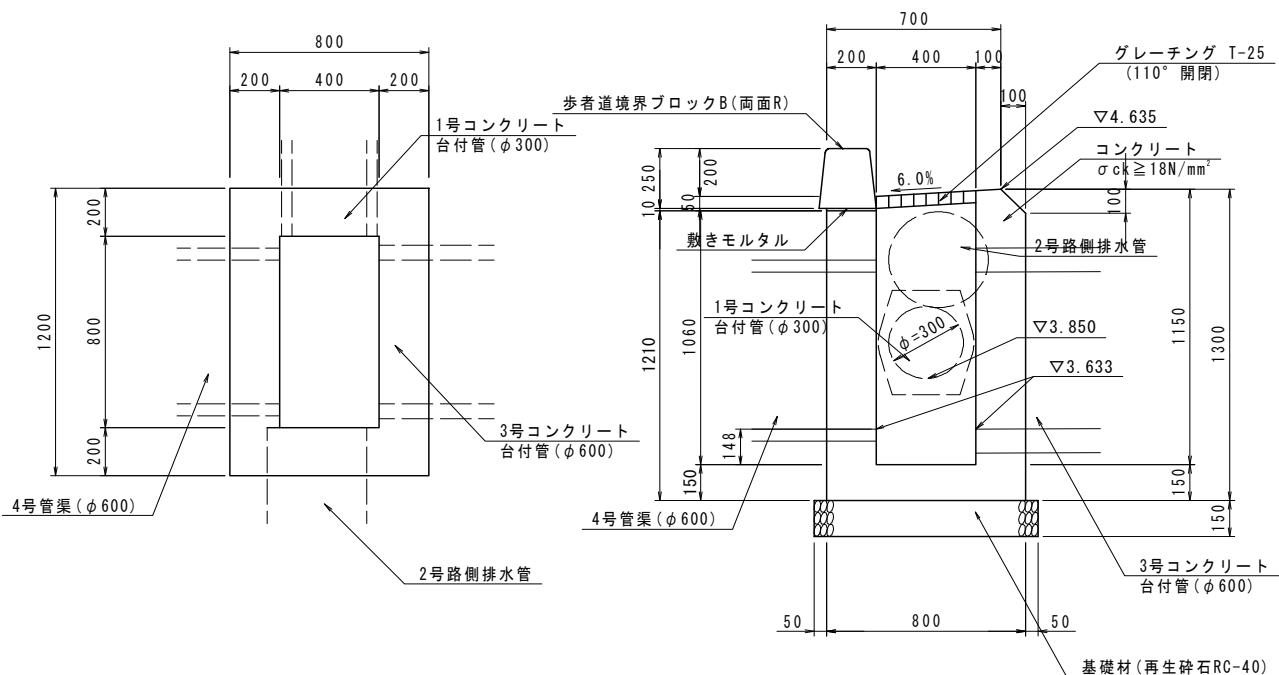 800
200 400 200
1号コンクリート
台付管(φ300)
1200
200
800
200
3号コンクリート
台付管(φ600)
4号管渠(φ600)
2号路側排水管
700
200 400 100
グレーチング T-25
(110° 開閉)
100
歩者道境界ブロックB(両面R)
▽4.635
コンクリート
σck≧18N/mm²
250
200
6.0%
10
50
100
敷きモルタル
2号路側排水管
1号コンクリート
台付管(φ300)
φ=300
▽3.850
▽3.633
1210
1060
1150
1300
148
150
150
150
4号管渠(φ600)
3号コンクリート
台付管(φ600)
50 800 50
基礎材(再生砕石RC-40)